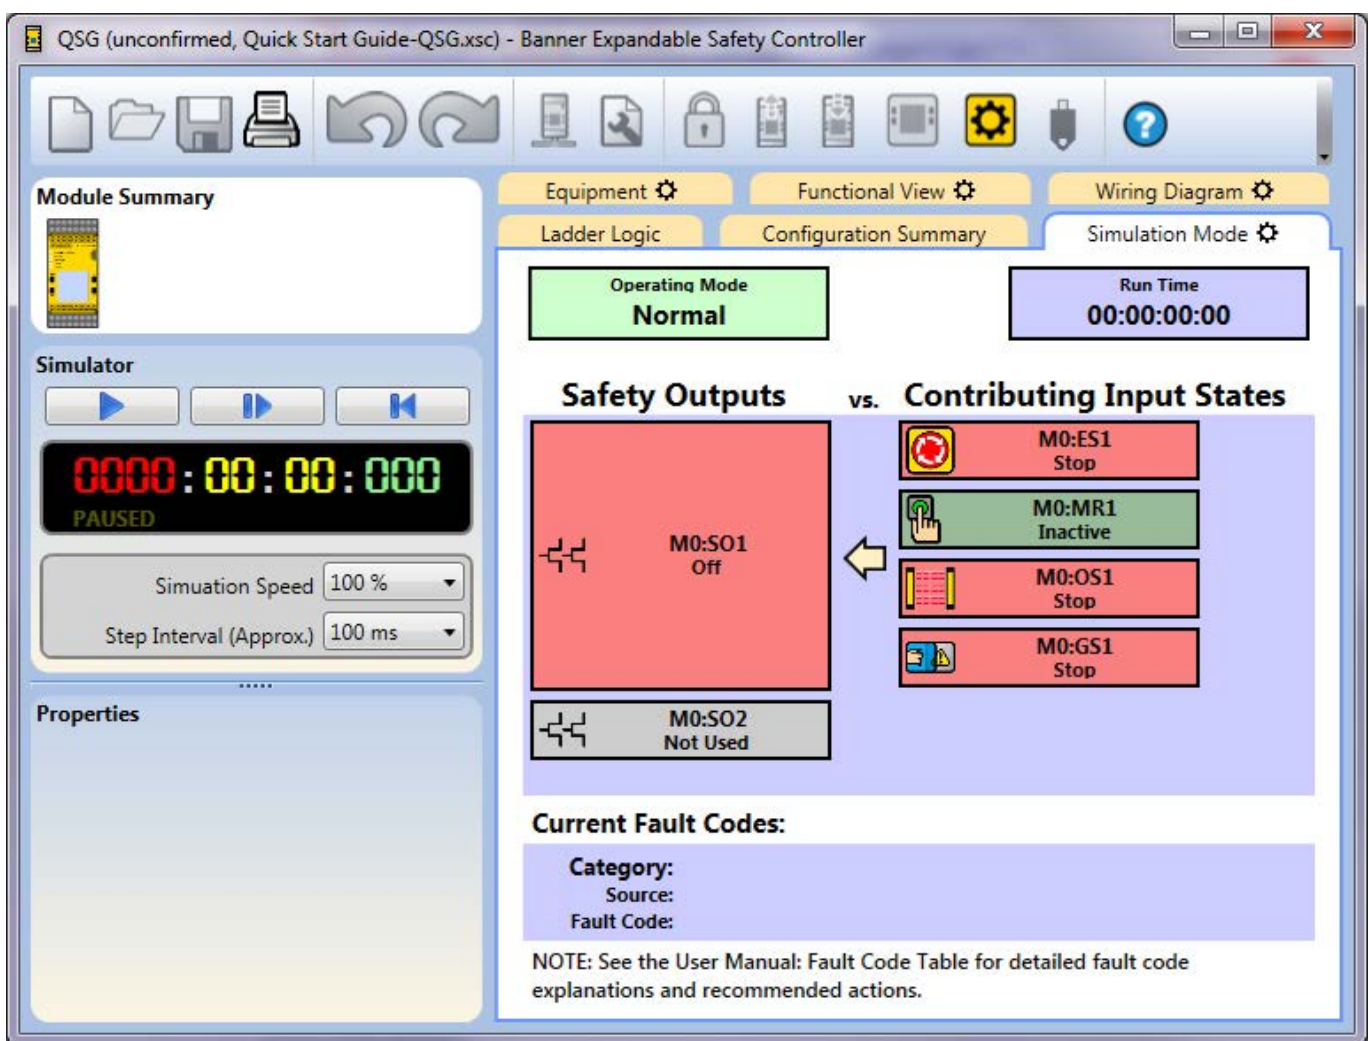 QSG (unconfirmed, Quick Start Guide-QSG.xsc) - Banner Expandable Safety Controller
Module Summary
Equipment
Functional View
Wiring Diagram
Ladder Logic
Configuration Summary
Simulation Mode
Simulator
0000:00:00:000
PAUSED
Simuation Speed 100 %
Step Interval (Approx.) 100 ms
Properties
Operating Mode
Normal
Run Time
00:00:00:00
Safety Outputs vs. Contributing Input States
M0:SO1
Off
M0:SO2
Not Used
M0:ES1
Stop
M0:MR1
Inactive
M0:OS1
Stop
M0:GS1
Stop
Current Fault Codes:
Category:
Source:
Fault Code:
NOTE: See the User Manual: Fault Code Table for detailed fault code
explanations and recommended actions.